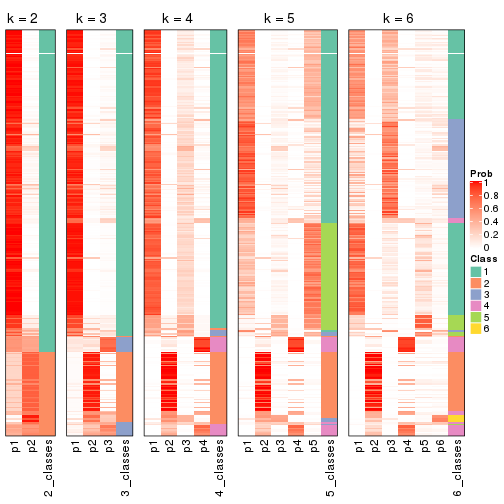 k = 2
k = 3
k = 4
k = 5
k = 6
Prob
1
0.8
0.6
0.4
0.2
0
Class
1
2
3
4
5
6
p1
p2
2_classes
p1
p2
p3
3_classes
p1
p2
p3
p4
4_classes
p1
p2
p3
p4
p5
5_classes
p1
p2
p3
p4
p5
p6
6_classes